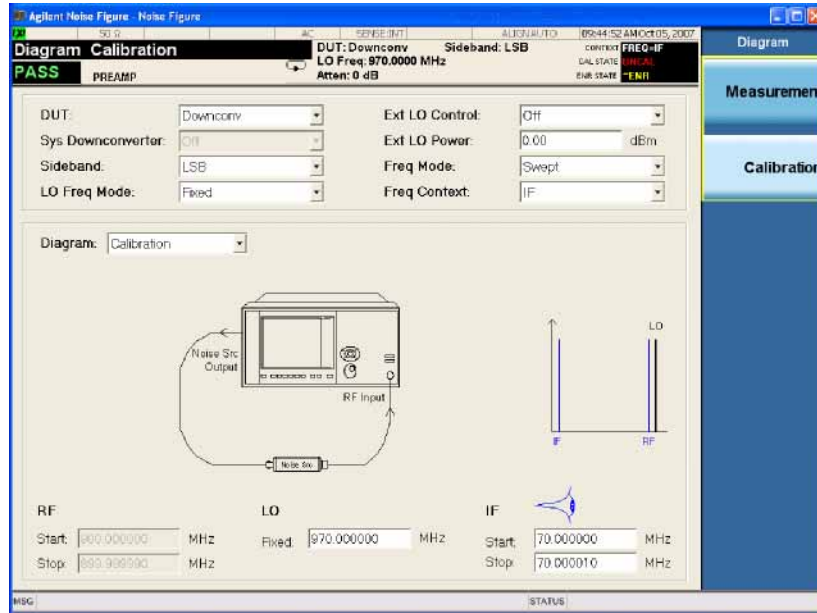 Agilent Noise Figure - Noise Figure
50 Ω AC SENSE:INT ALIGN AUTO 09:44:52 AM Oct 05, 2007
Diagram Calibration
DUT: Downconv Sideband: LSB
CONTEXT FREQ=IF
LO Freq: 970.0000 MHz
CAL STATE UNCAL
PASS PREAMP
Atten: 0 dB
ENR STATE ~ENR
Diagram
Measuremen
Calibration
DUT: Downconv
Ext LO Control: Off
Sys Downconverter: Off
Ext LO Power: 0.00 dBm
Sideband: LSB
Freq Mode: Swept
LO Freq Mode: Fixed
Freq Context: IF
Diagram: Calibration
Noise Src
Output
RF Input
Noise Src
LO
IF RF
RF LO IF
Start: 900.000000 MHz
Fixed: 970.000000 MHz
Start: 70.000000 MHz
Stop: 899.999990 MHz
Stop: 70.000010 MHz
MSG STATUS